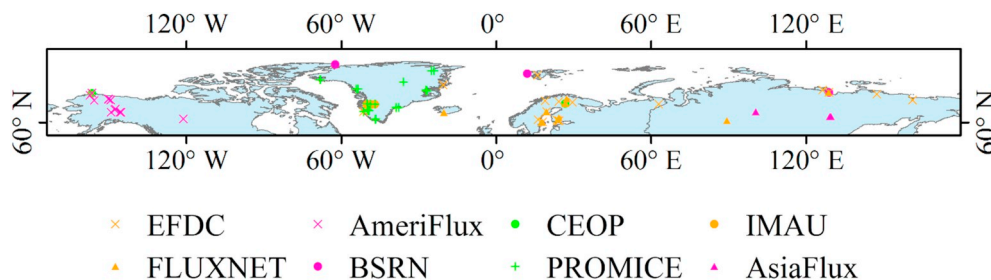 120° W 60° W 0° 60° E 120° E
60° N 60° N
120° W 60° W 0° 60° E 120° E
EFDC AmeriFlux CEOP IMAU
FLUXNET BSRN PROMICE AsiaFlux